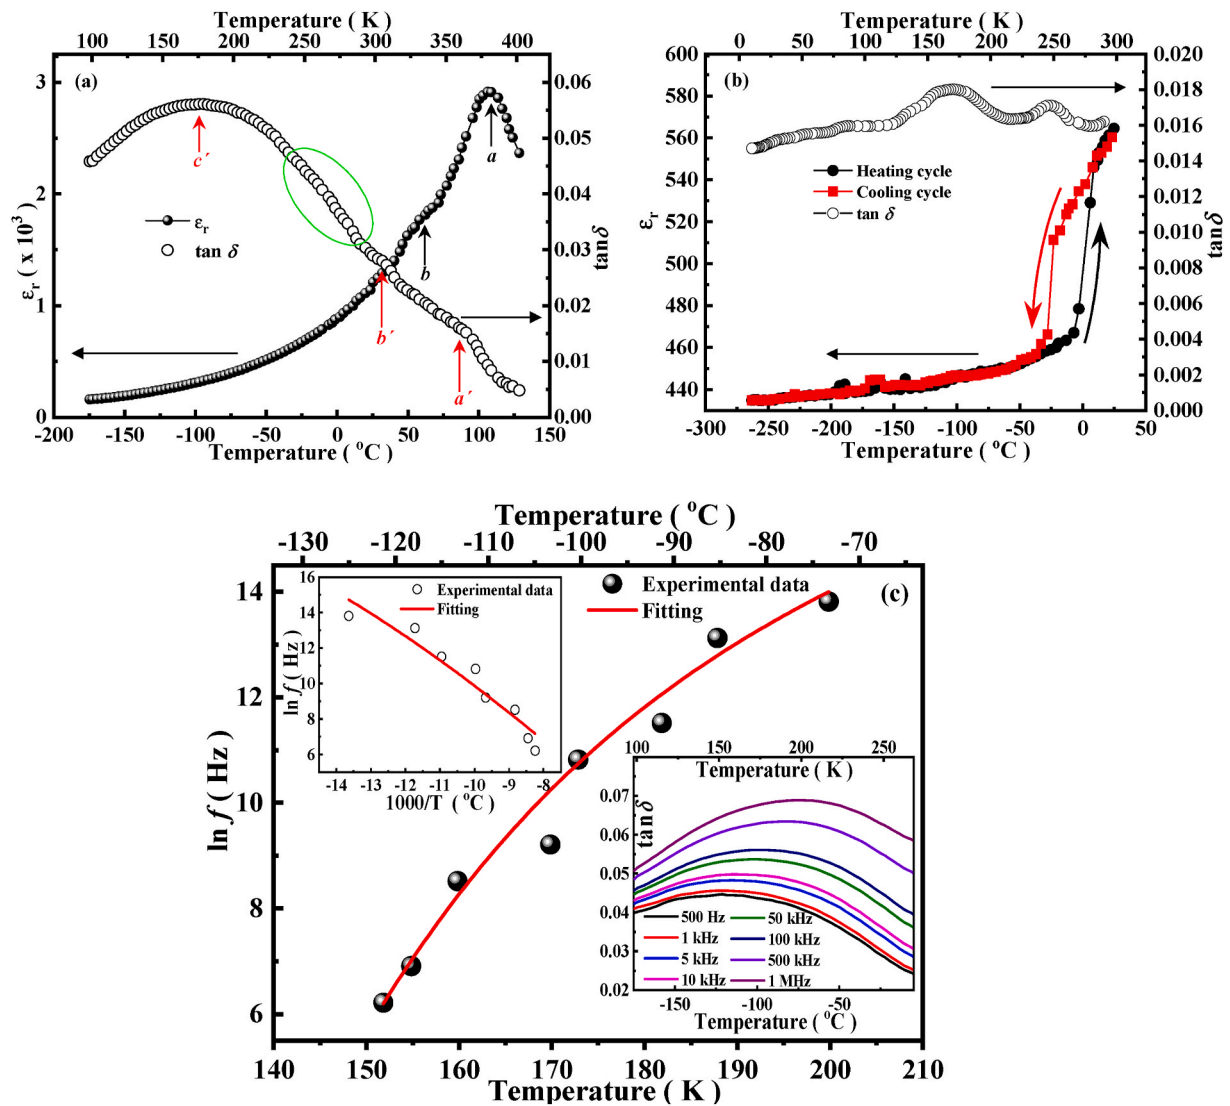 Temperature ( K )
100 150 200 250 300 350 400
(a)
3
2
1
0
ε_r ( x 10³ )
0.06
0.05
0.04
0.03
0.02
0.01
0.00
tanδ
c´
a
b
b´
a´
ε_r
tan δ
-200 -150 -100 -50 0 50 100 150
Temperature ( °C )
Temperature ( K )
0 50 100 150 200 250 300
(b)
600
580
560
540
520
500
480
460
440
ε_r
0.020
0.018
0.016
0.014
0.012
0.010
0.008
0.006
0.004
0.002
0.000
tanδ
Heating cycle
Cooling cycle
tan δ
-300 -250 -200 -150 -100 -50 0 50
Temperature ( °C )
Temperature ( °C )
-130 -120 -110 -100 -90 -80 -70
(c)
14
12
10
8
6
ln f ( Hz )
Experimental data
Fitting
16
14
12
10
8
6
ln f ( Hz )
Experimental data
Fitting
-14 -13 -12 -11 -10 -9 -8
1000/T ( °C )
100 150 200 250
Temperature ( K )
0.07
0.06
0.05
0.04
0.03
0.02
tanδ
500 Hz 50 kHz
1 kHz 100 kHz
5 kHz 500 kHz
10 kHz 1 MHz
-150 -100 -50
Temperature ( °C )
140 150 160 170 180 190 200 210
Temperature ( K )